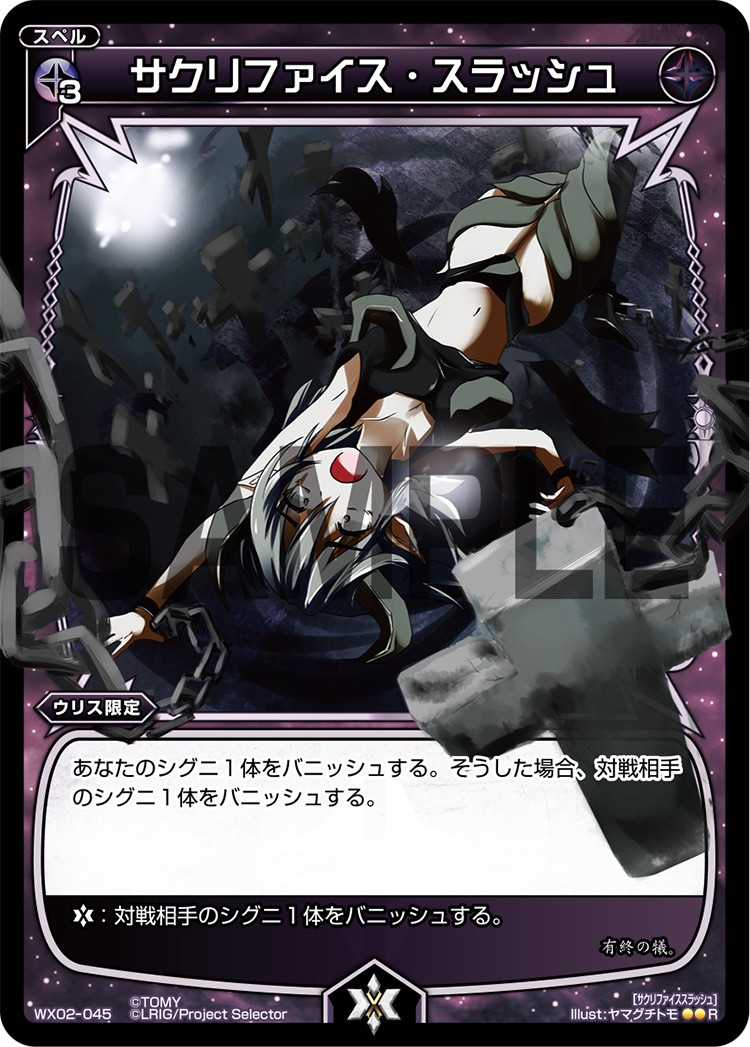 スペル
3
サクリファイス・スラッシュ
SAMPLE
ウリス限定
あなたのシグニ1体をバニッシュする。そうした場合、対戦相手
のシグニ1体をバニッシュする。
:対戦相手のシグニ1体をバニッシュする。
有終の犠。
WX02-045
©TOMY
©LRIG/Project Selector
[サクリファイススラッシュ]
Illust:ヤマグチトモ R